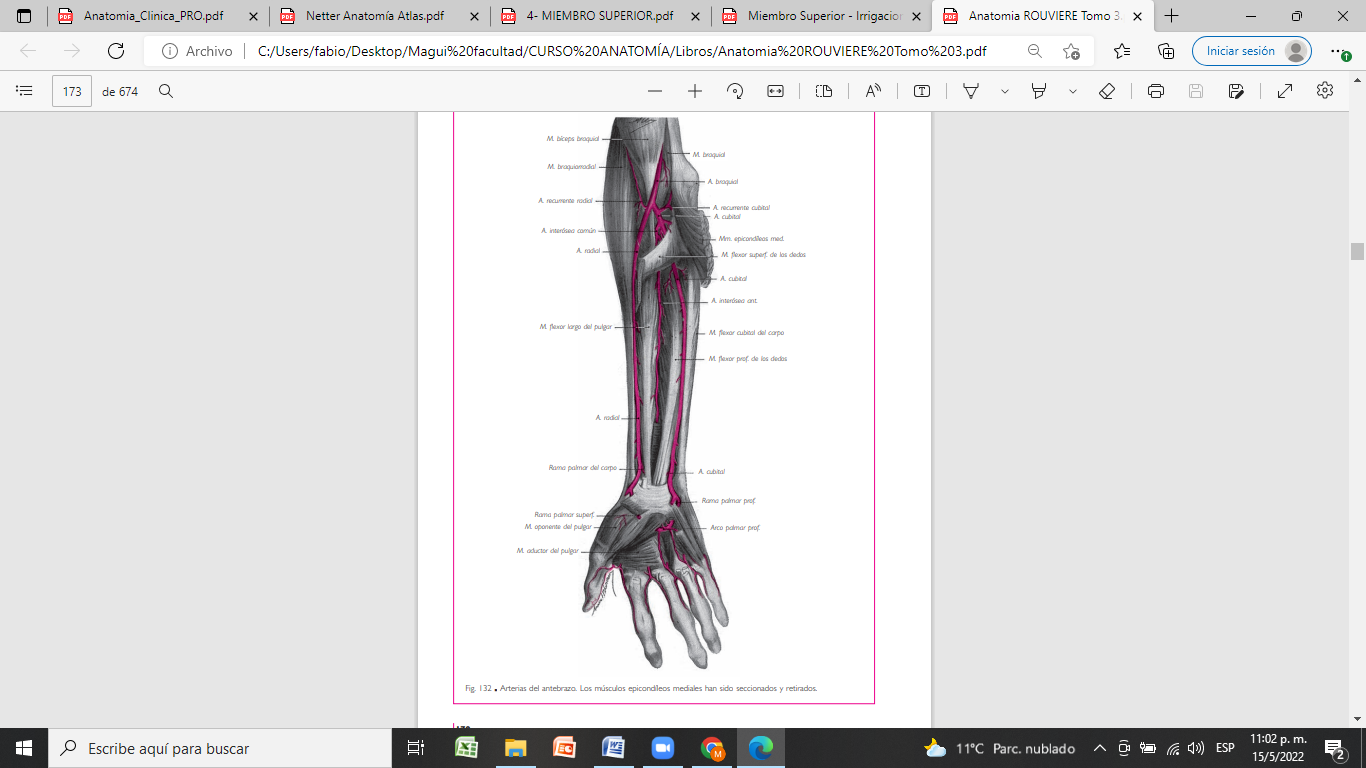 Anatomia_Clinica_PRO.pdf
Netter Anatomía Atlas.pdf
4- MIEMBRO SUPERIOR.pdf
Miembro Superior - Irrigacion
Anatomia ROUVIERE Tomo 3.
Archivo
C:/Users/fabio/Desktop/Magui%20facultad/CURSO%20ANATOMÍA/Libros/Anatomia%20ROUVIERE%20Tomo%203.pdf
Iniciar sesión
173 de 674
M. bíceps braquial
M. braquial
M. braquiorradial
A. braquial
A. recurrente radial
A. recurrente cubital
A. cubital
A. interósea común
Mm. epicondíleos med.
A. radial
M. flexor superf. de los dedos
A. cubital
A. interósea ant.
M. flexor largo del pulgar
M. flexor cubital del carpo
M. flexor prof. de los dedos
A. radial
Rama palmar del carpo
A. cubital
Rama palmar prof.
Rama palmar superf.
M. oponente del pulgar
Arco palmar prof.
M. aductor del pulgar
Fig. 132 • Arterias del antebrazo. Los músculos epicondíleos mediales han sido seccionados y retirados.
Escribe aquí para buscar
11°C Parc. nublado
ESP
11:02 p. m.
15/5/2022
2